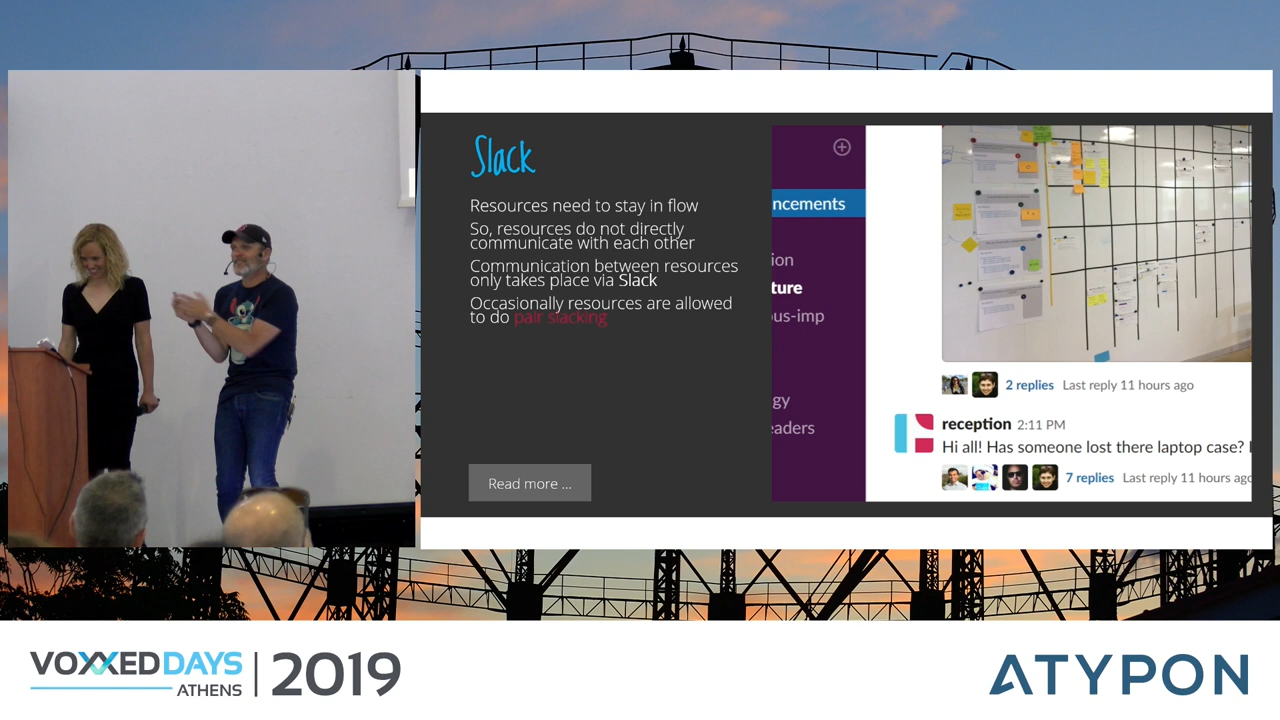 Slack
Resources need to stay in flow
So, resources do not directly
communicate with each other
Communication between resources
only takes place via Slack
Occasionally resources are allowed
to do pair slacking
Read more ...
ncements
ion
ture
ous-imp
gy
eaders
2 replies Last reply 11 hours ago
reception 2:11 PM
Hi all! Has someone lost there laptop case?
7 replies Last reply 11 hours ago
VOXXED DAYS
ATHENS
2019
ATYPON